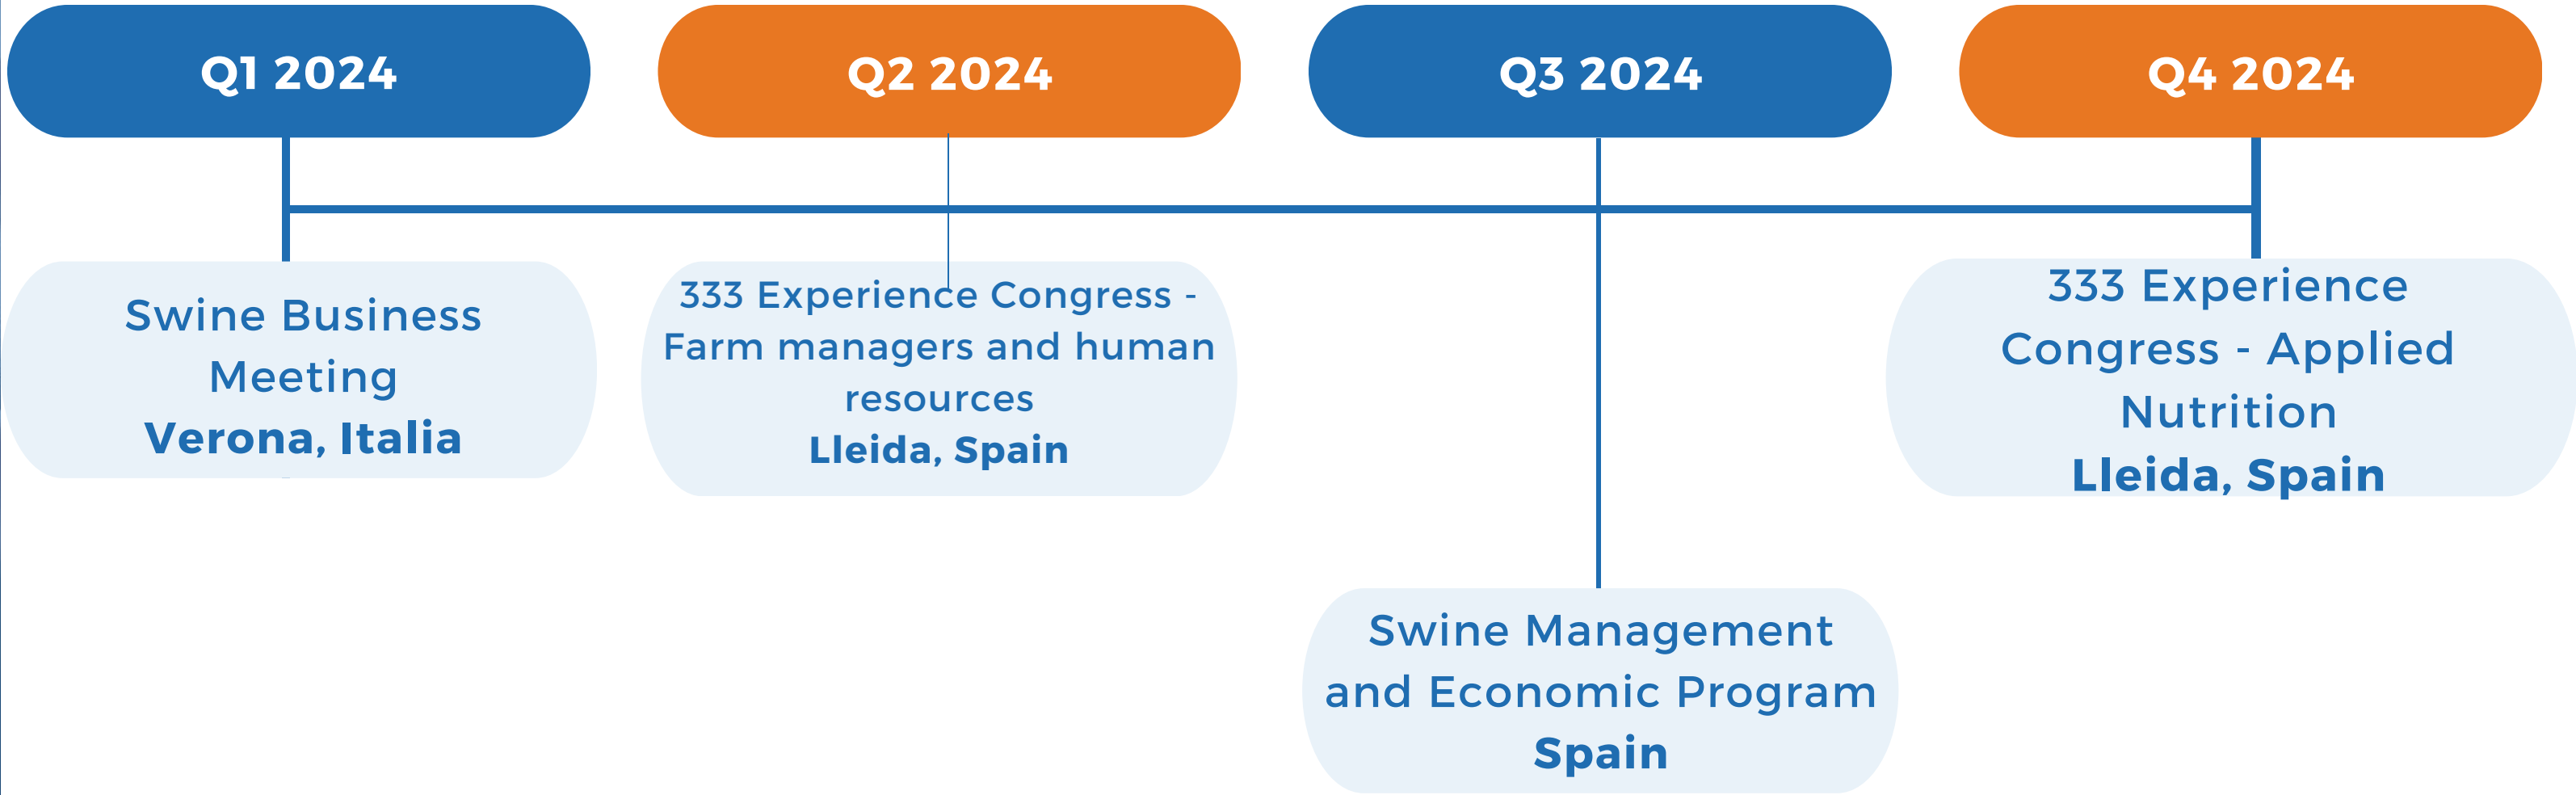 Q1 2024
Q2 2024
Q3 2024
Q4 2024
Swine Business
Meeting
Verona, Italia
333 Experience Congress -
Farm managers and human
resources
Lleida, Spain
Swine Management
and Economic Program
Spain
333 Experience
Congress - Applied
Nutrition
Lleida, Spain